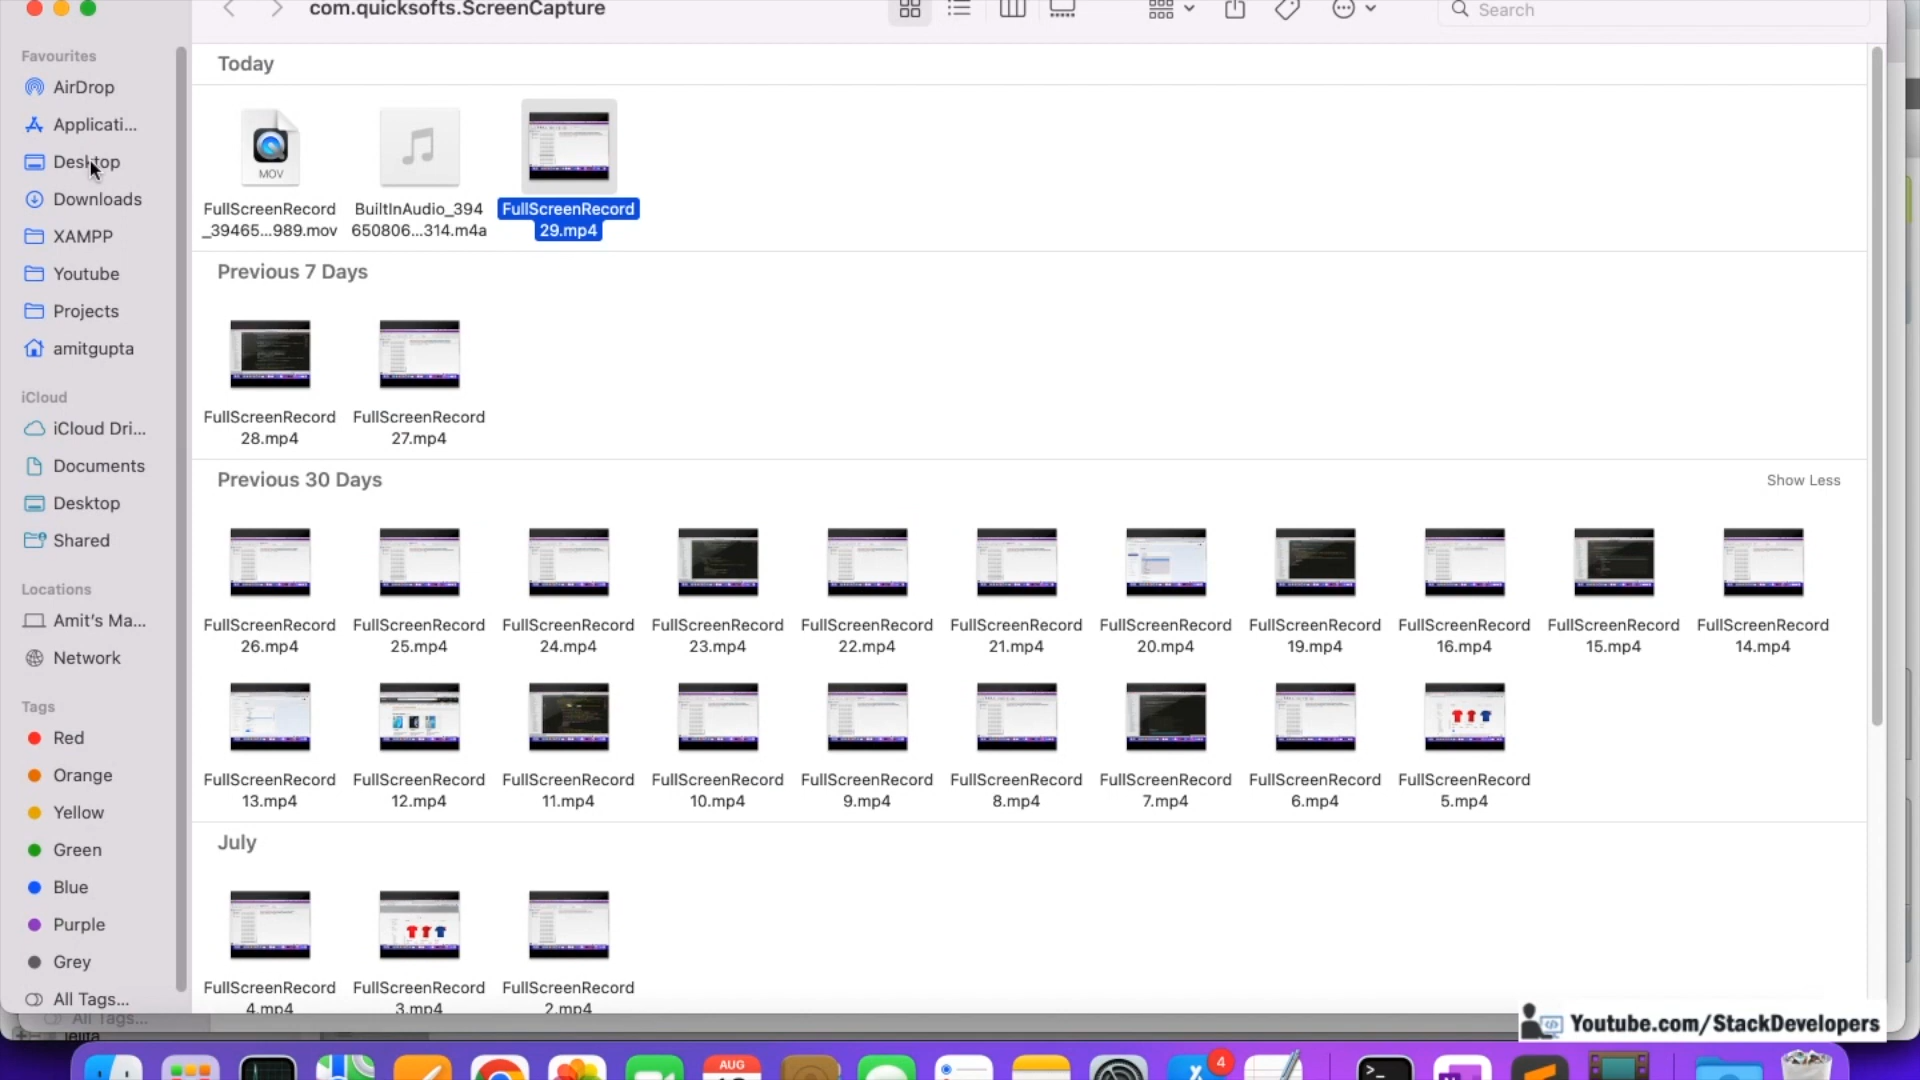 com.quicksofts.ScreenCapture
Search
Favourites
AirDrop
Applicati...
Desktop
Downloads
XAMPP
Youtube
Projects
amitgupta
iCloud
iCloud Dri...
Documents
Desktop
Shared
Locations
Amit's Ma...
Network
Tags
Red
Orange
Yellow
Green
Blue
Purple
Grey
All Tags...
All Tags...
Today
MOV
FullScreenRecord
_39465...989.mov
BuiltInAudio_394
650806...314.m4a
FullScreenRecord
29.mp4
Previous 7 Days
FullScreenRecord
28.mp4
FullScreenRecord
27.mp4
Previous 30 Days
Show Less
FullScreenRecord
26.mp4
FullScreenRecord
25.mp4
FullScreenRecord
24.mp4
FullScreenRecord
23.mp4
FullScreenRecord
22.mp4
FullScreenRecord
21.mp4
FullScreenRecord
20.mp4
FullScreenRecord
19.mp4
FullScreenRecord
16.mp4
FullScreenRecord
15.mp4
FullScreenRecord
14.mp4
FullScreenRecord
13.mp4
FullScreenRecord
12.mp4
FullScreenRecord
11.mp4
FullScreenRecord
10.mp4
FullScreenRecord
9.mp4
FullScreenRecord
8.mp4
FullScreenRecord
7.mp4
FullScreenRecord
6.mp4
FullScreenRecord
5.mp4
July
FullScreenRecord
4.mp4
FullScreenRecord
3.mp4
FullScreenRecord
2.mp4
Youtube.com/StackDevelopers
AUG
4